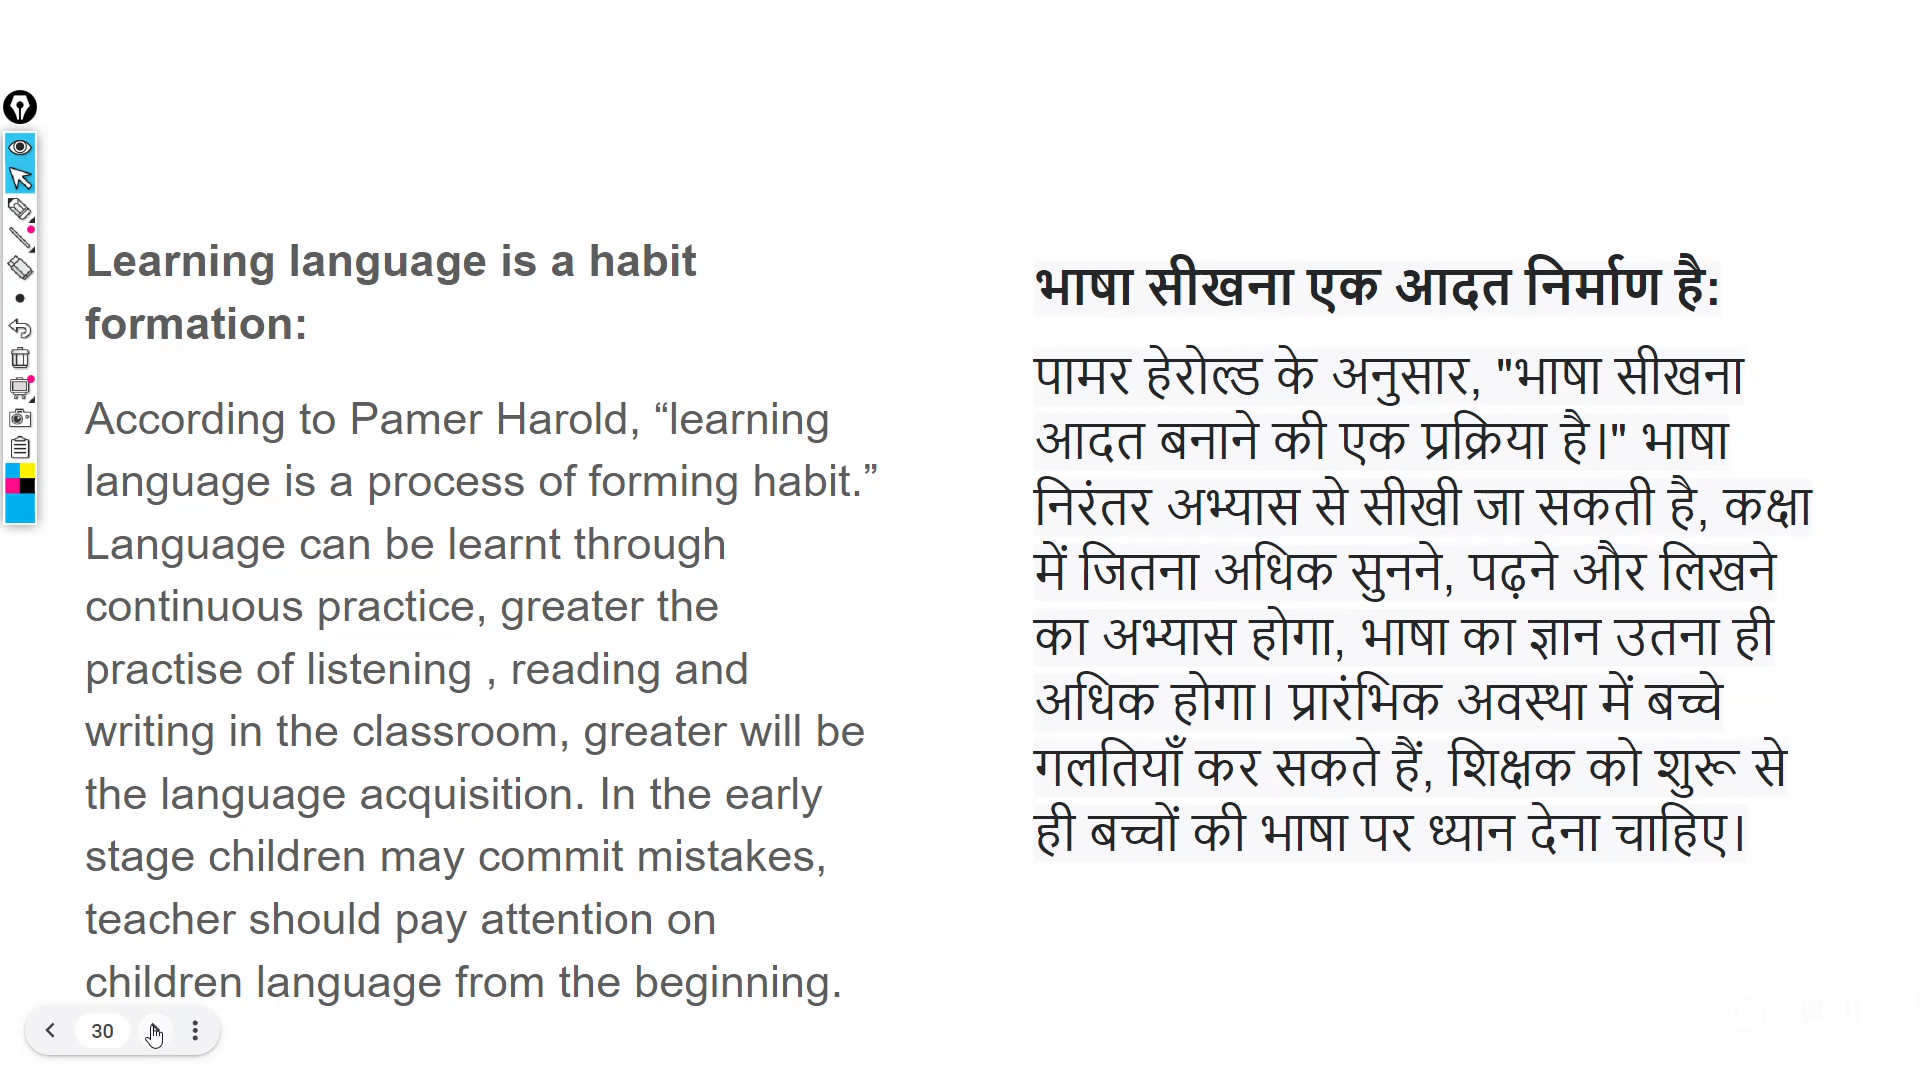 Learning language is a habit
formation:
According to Pamer Harold, “learning
language is a process of forming habit.”
Language can be learnt through
continuous practice, greater the
practise of listening , reading and
writing in the classroom, greater will be
the language acquisition. In the early
stage children may commit mistakes,
teacher should pay attention on
children language from the beginning.
भाषा सीखना एक आदत निर्माण है:
पामर हेरोल्ड के अनुसार, "भाषा सीखना
आदत बनाने की एक प्रक्रिया है।" भाषा
निरंतर अभ्यास से सीखी जा सकती है, कक्षा
में जितना अधिक सुनने, पढ़ने और लिखने
का अभ्यास होगा, भाषा का ज्ञान उतना ही
अधिक होगा। प्रारंभिक अवस्था में बच्चे
गलतियाँ कर सकते हैं, शिक्षक को शुरू से
ही बच्चों की भाषा पर ध्यान देना चाहिए।
30